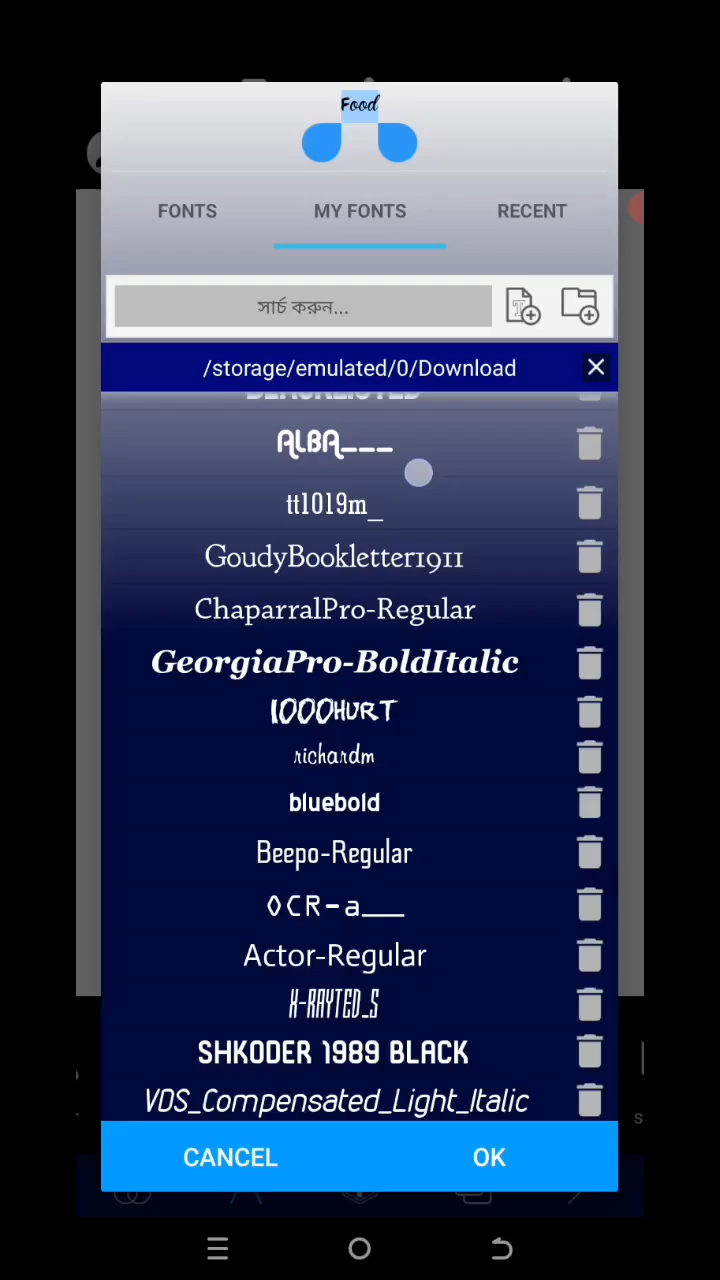 Food
FONTS MY FONTS RECENT
সার্চ করুন...
/storage/emulated/0/Download
ALBA___
tt1019m_
GoudyBookletter1911
ChaparralPro-Regular
GeorgiaPro-BoldItalic
1000HURT
richardm
bluebold
Beepo-Regular
OCR-a___
Actor-Regular
X-RAYTED_S
SHKODER 1989 BLACK
VDS_Compensated_Light_Italic
CANCEL OK